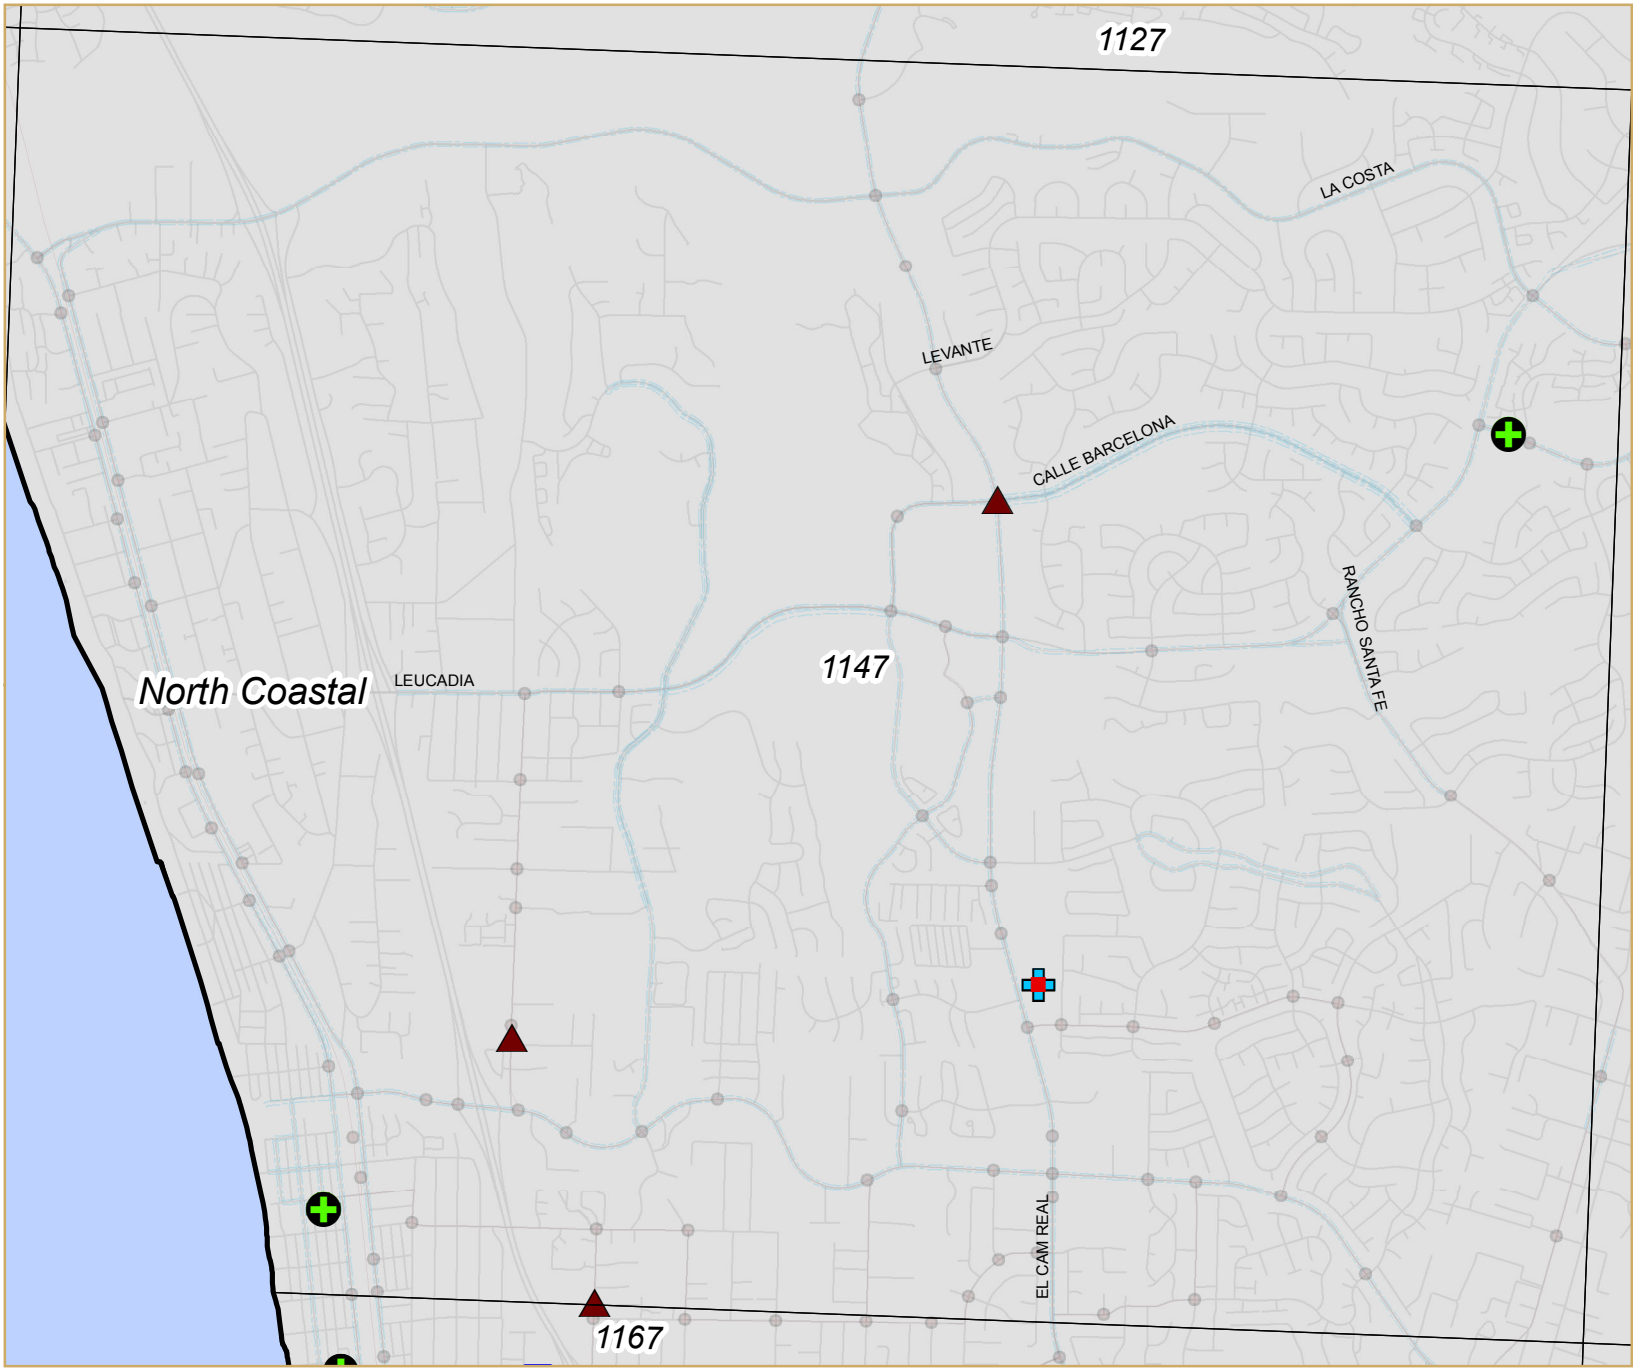 1127
LA COSTA
LEVANTE
CALLE BARCELONA
RANCHO SANTA FE
1147
LEUCADIA
North Coastal
EL CAM REAL
1167